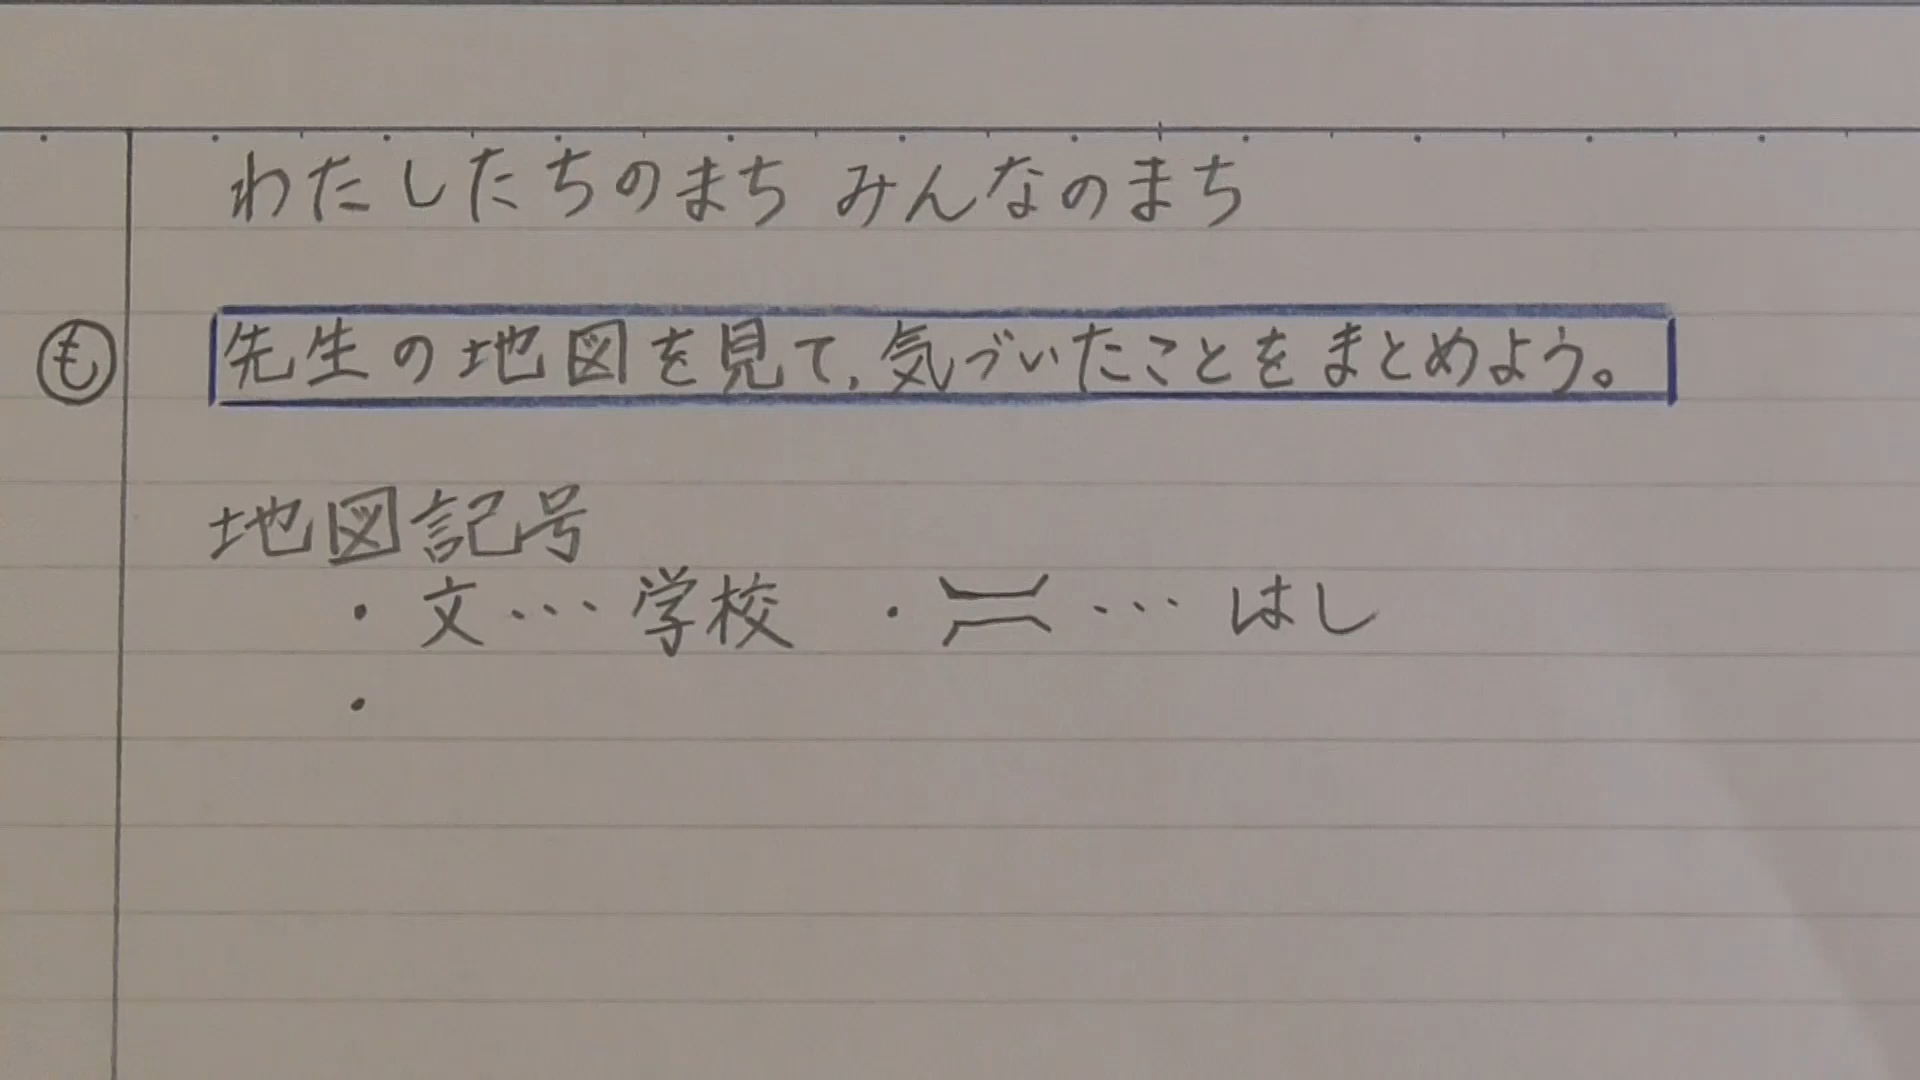 わたしたちのまち みんなのまち
㋲ 先生の地図を見て、気づいたことをまとめよう。
地図記号
・文…学校 ・ … はし
・